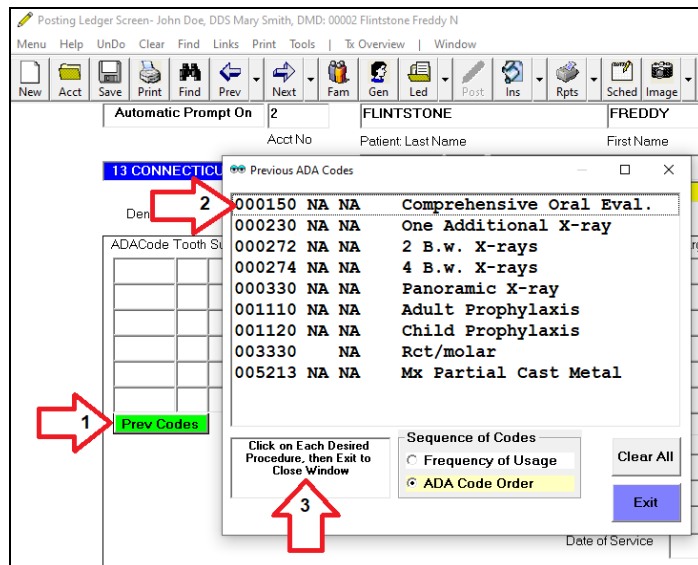 Posting Ledger Screen- John Doe, DDS Mary Smith, DMD: 00002 Flintstone Freddy N
Menu Help UnDo Clear Find Links Print Tools | Tx Overview | Window
New Acct Save Print Find Prev Next Fam Gen Led Post Ins Rpts Sched Image
Automatic Prompt On 2 FLINTSTONE FREDDY
Acct No Patient: Last Name First Name
13 CONNECTICU
Previous ADA Codes
2
Den
ADACode Tooth Su
000150 NA NA Comprehensive Oral Eval.
000230 NA NA One Additional X-ray
000272 NA NA 2 B.w. X-rays
000274 NA NA 4 B.w. X-rays
000330 NA NA Panoramic X-ray
001110 NA NA Adult Prophylaxis
001120 NA NA Child Prophylaxis
003330 NA Rct/molar
005213 NA NA Mx Partial Cast Metal
1
Prev Codes
Click on Each Desired
Procedure, then Exit to
Close Window
3
Sequence of Codes
Frequency of Usage
ADA Code Order
Clear All
Exit
Date of Service